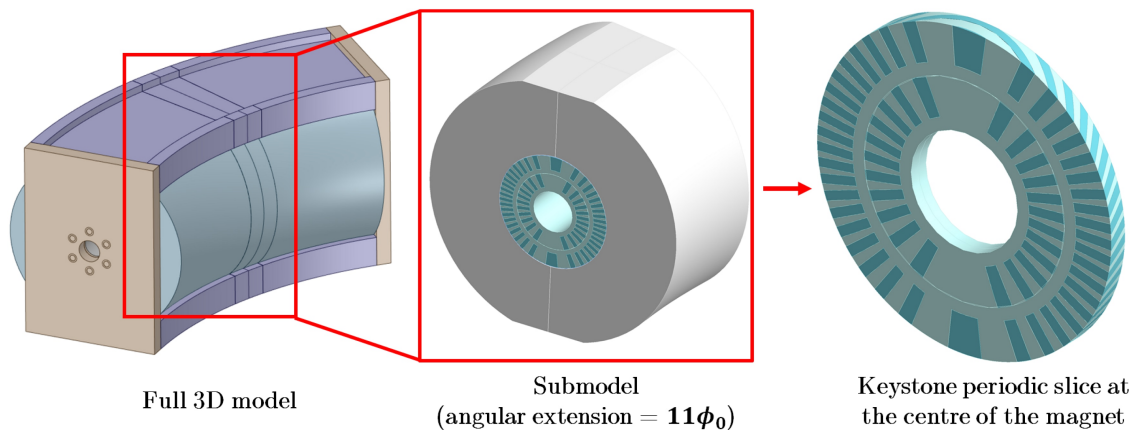 Full 3D model
Submodel
(angular extension = 11ϕ₀)
Keystone periodic slice at
the centre of the magnet